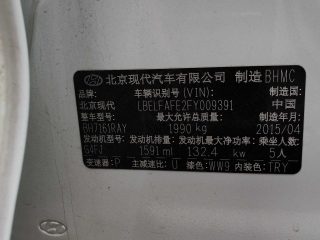 北京现代汽车有限公司 制造 BHMC
北京现代 车辆识别号(VIN): 制造国
LBELFAFE2FY009391 中国
整车型号: 最大允许总质量: 制造年月:
BH7161RAY 1990 kg 2015/04
发动机型号: 发动机排量: 发动机最大净功率: 乘坐人数:
G4FJ 1591 ml 132.4 kw 5人
变速器: P 主减速比: U 漆色: WW9 内装色: TRY